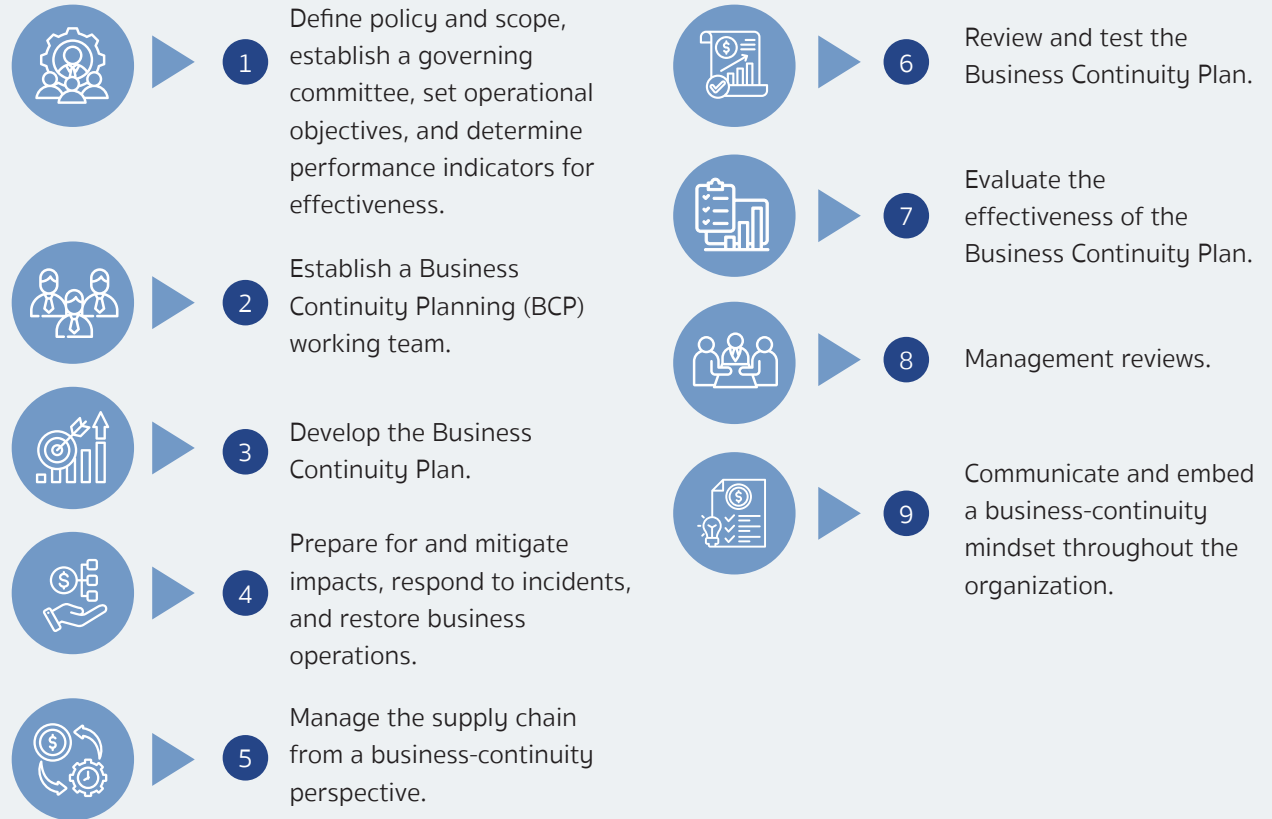 1
Define policy and scope,
establish a governing
committee, set operational
objectives, and determine
performance indicators for
effectiveness.
2
Establish a Business
Continuity Planning (BCP)
working team.
3
Develop the Business
Continuity Plan.
4
Prepare for and mitigate
impacts, respond to incidents,
and restore business
operations.
5
Manage the supply chain
from a business-continuity
perspective.
6
Review and test the
Business Continuity Plan.
7
Evaluate the
effectiveness of the
Business Continuity Plan.
8
Management reviews.
9
Communicate and embed
a business-continuity
mindset throughout the
organization.